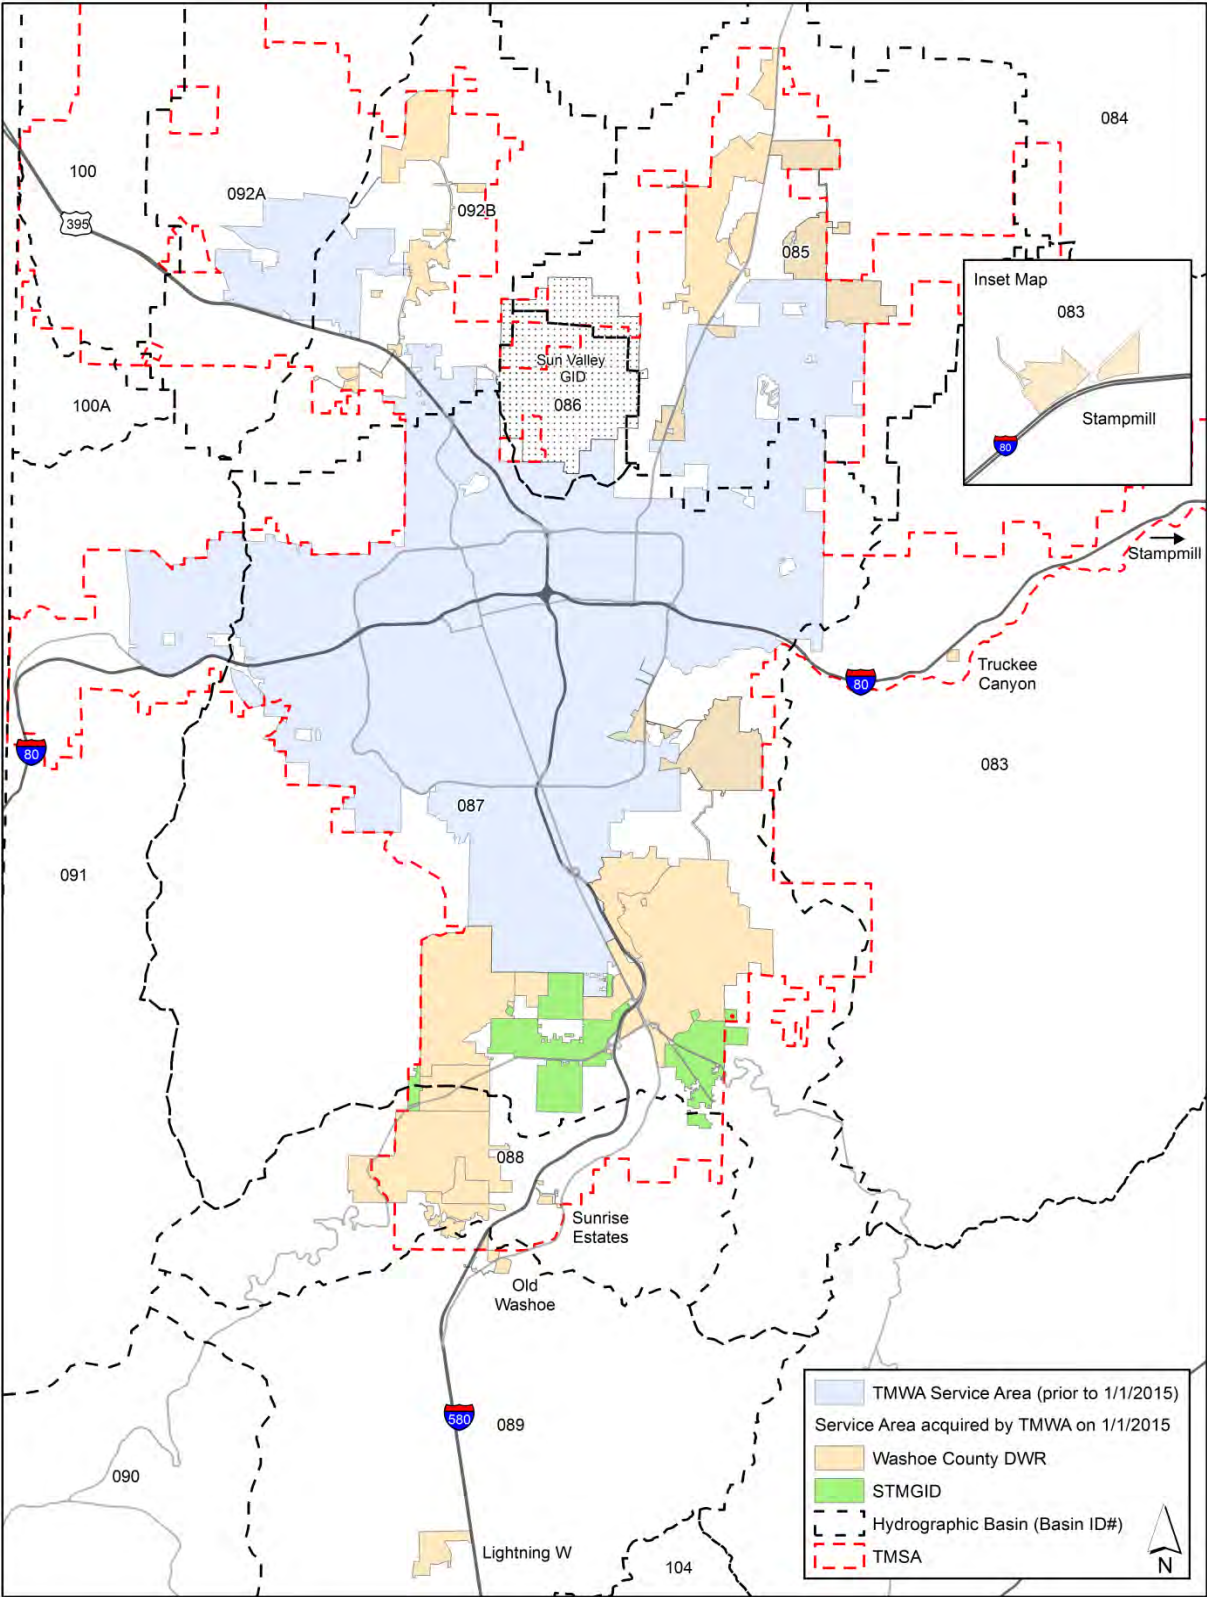 084
100
092A
092B
395
085
Inset Map
083
Sun Valley
GID
086
100A
Stampmill
80
Stampmill
Truckee
Canyon
80
80
083
087
091
088
Sunrise
Estates
Old
Washoe
580
089
090
Lightning W
104
TMWA Service Area (prior to 1/1/2015)
Service Area acquired by TMWA on 1/1/2015
Washoe County DWR
STMGID
Hydrographic Basin (Basin ID#)
TMSA
N